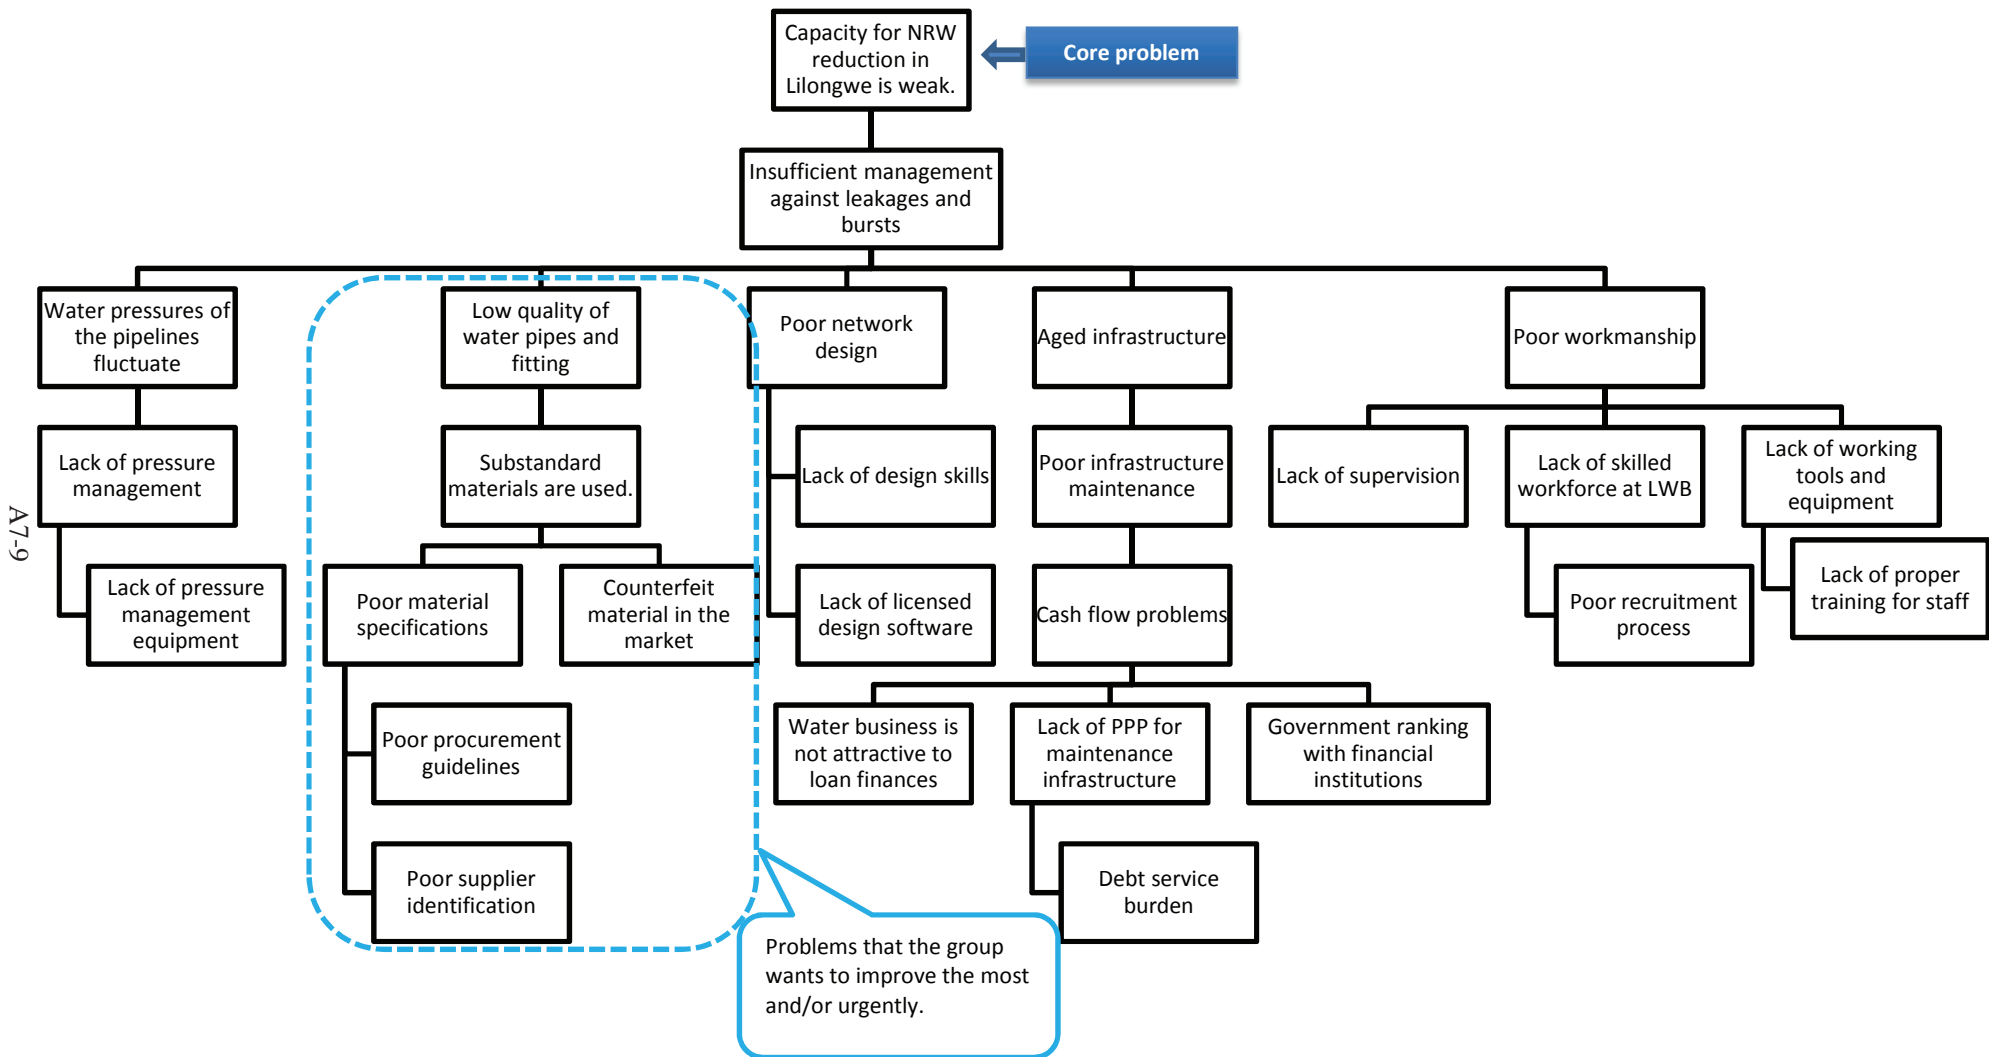 Capacity for NRW
reduction in
Lilongwe is weak.
Core problem
Insufficient management
against leakages and
bursts
Water pressures of
the pipelines
fluctuate
Low quality of
water pipes and
fitting
Poor network
design
Aged infrastructure
Poor workmanship
Lack of pressure
management
Substandard
materials are used.
Lack of design skills
Poor infrastructure
maintenance
Lack of supervision
Lack of skilled
workforce at LWB
Lack of working
tools and
equipment
A7-9
Lack of pressure
management
equipment
Poor material
specifications
Counterfeit
material in the
market
Lack of licensed
design software
Cash flow problems
Poor recruitment
process
Lack of proper
training for staff
Poor procurement
guidelines
Water business is
not attractive to
loan finances
Lack of PPP for
maintenance
infrastructure
Government ranking
with financial
institutions
Poor supplier
identification
Debt service
burden
Problems that the group
wants to improve the most
and/or urgently.